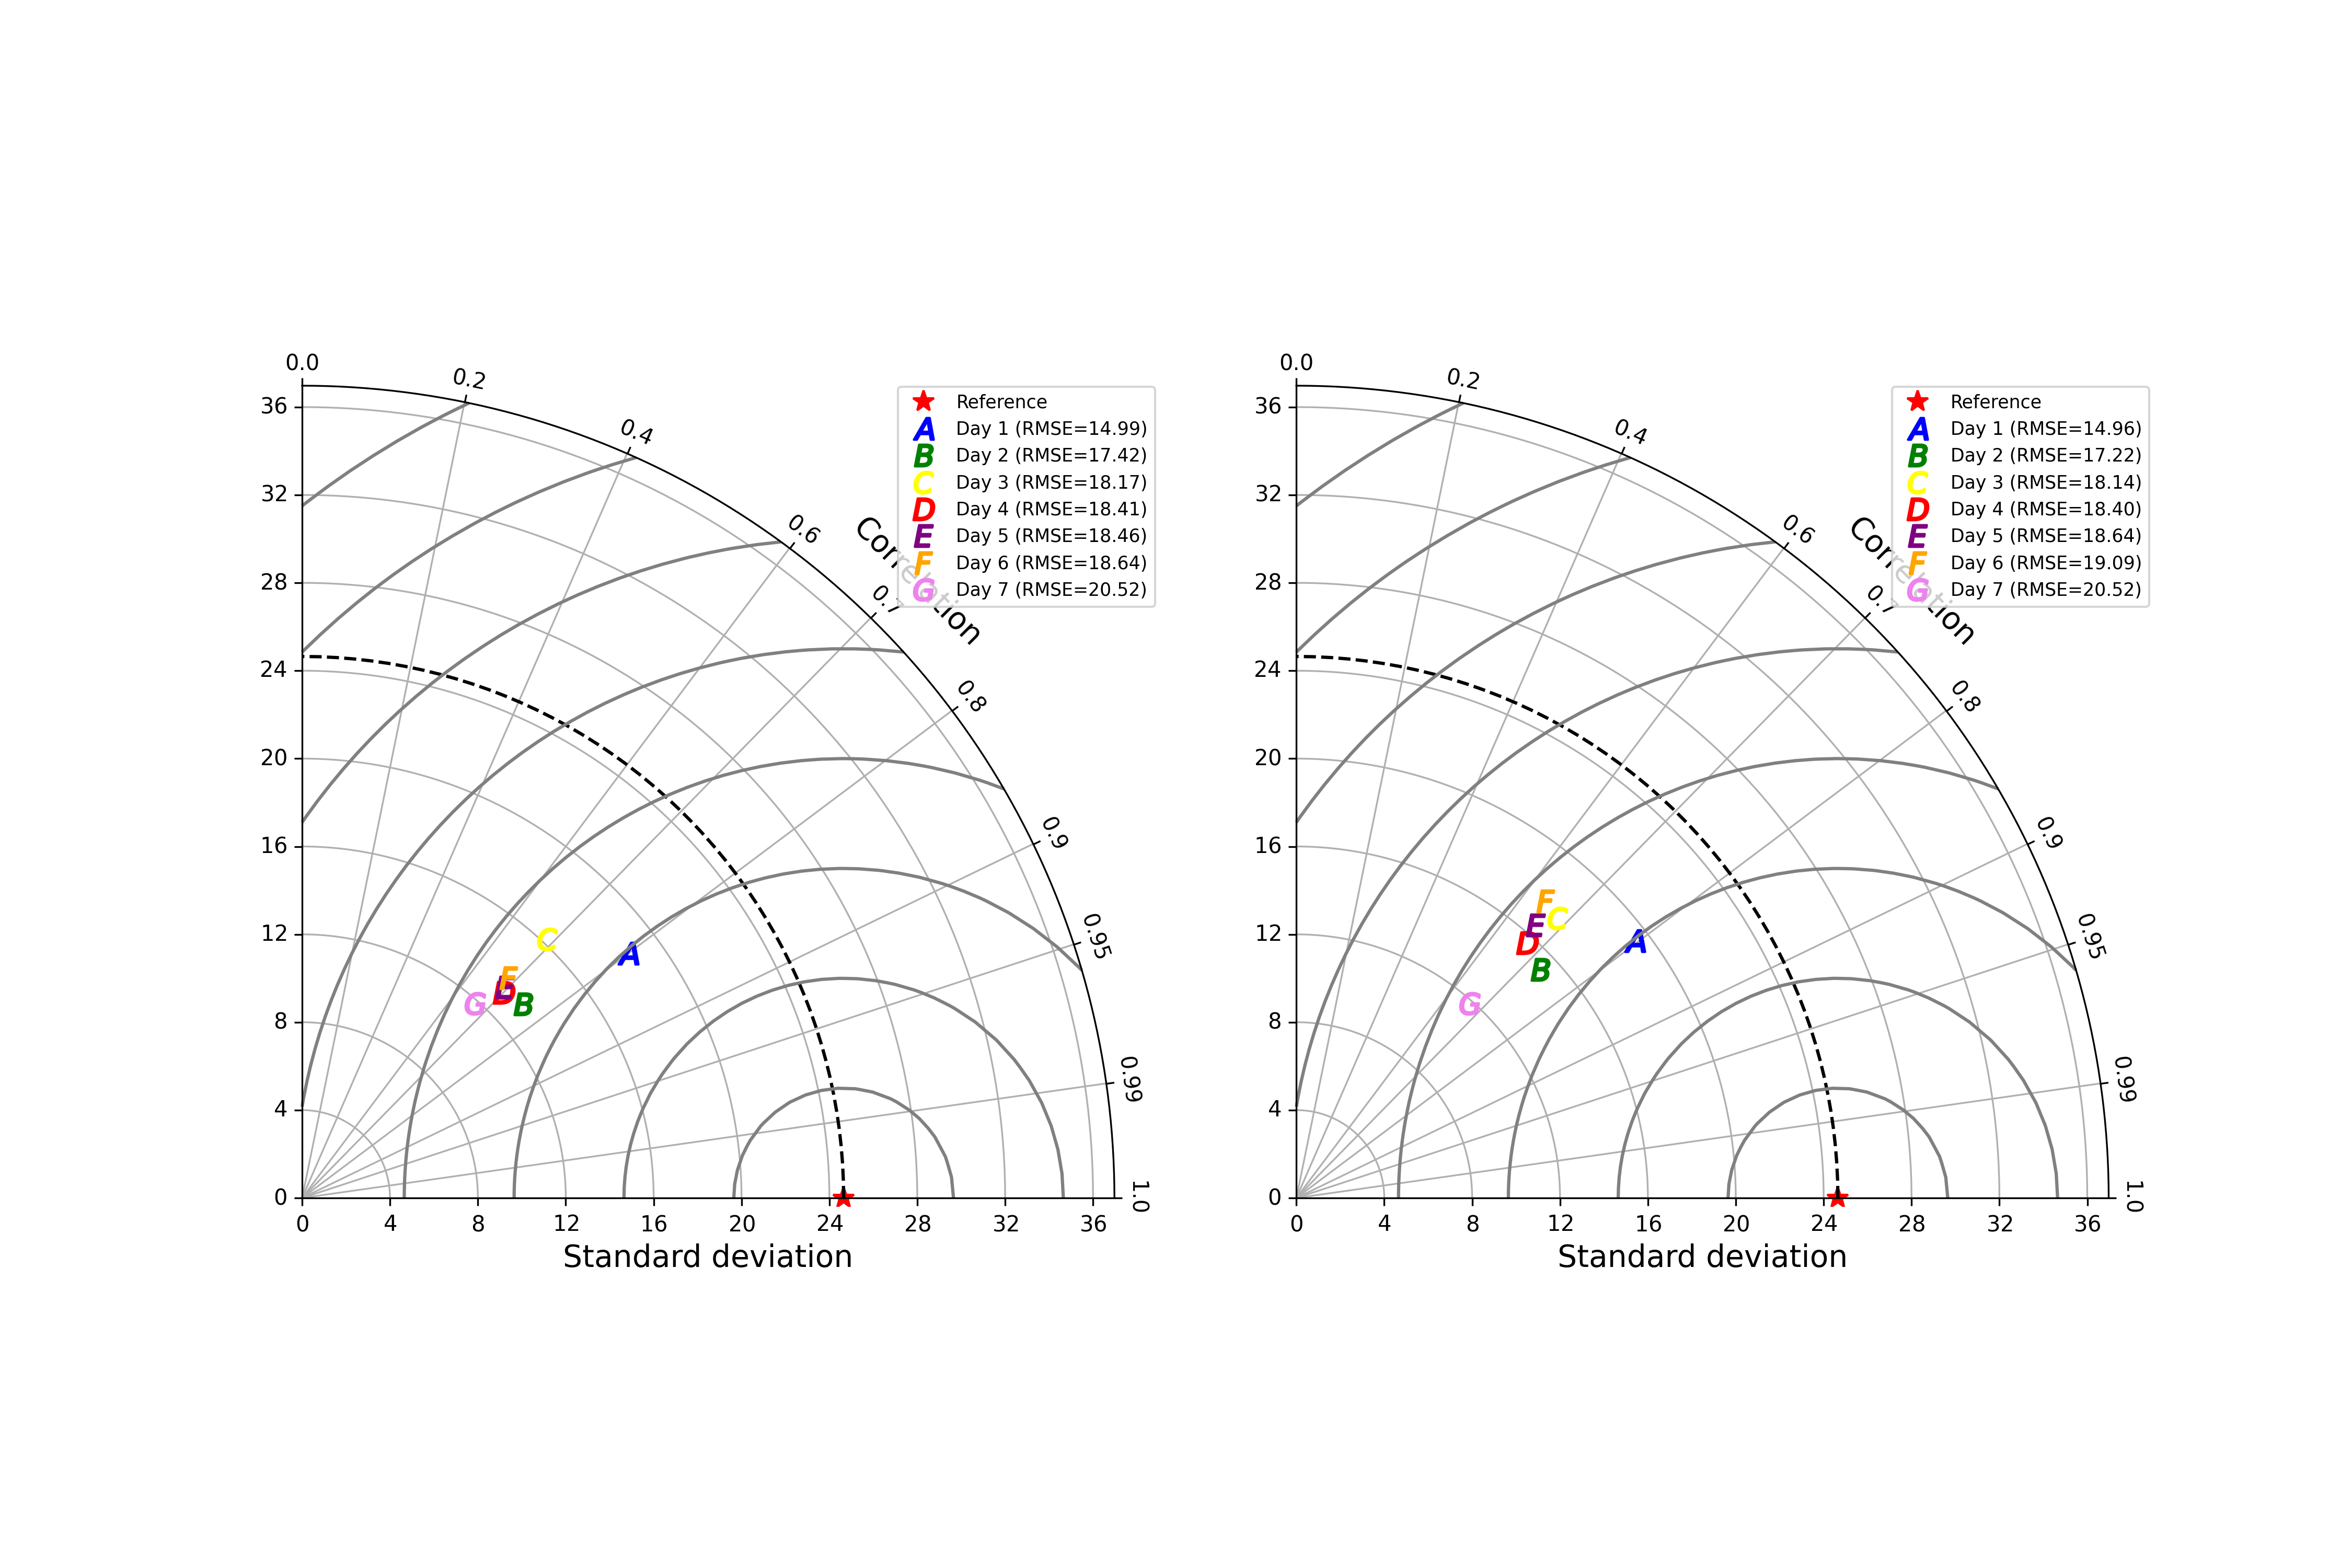 0.0
0.2
0.4
0.6
0.7
0.8
0.9
0.95
0.99
1.0
Correlation
36
32
28
24
20
16
12
8
4
0
0 4 8 12 16 20 24 28 32 36
Standard deviation
Reference
A Day 1 (RMSE=14.99)
B Day 2 (RMSE=17.42)
C Day 3 (RMSE=18.17)
D Day 4 (RMSE=18.41)
E Day 5 (RMSE=18.46)
F Day 6 (RMSE=18.64)
G Day 7 (RMSE=20.52)
C
A
F
E
D
B
G
0.0
0.2
0.4
0.6
0.7
0.8
0.9
0.95
0.99
1.0
Correlation
36
32
28
24
20
16
12
8
4
0
0 4 8 12 16 20 24 28 32 36
Standard deviation
Reference
A Day 1 (RMSE=14.96)
B Day 2 (RMSE=17.22)
C Day 3 (RMSE=18.14)
D Day 4 (RMSE=18.40)
E Day 5 (RMSE=18.64)
F Day 6 (RMSE=19.09)
G Day 7 (RMSE=20.52)
F
C
E
D
A
B
G